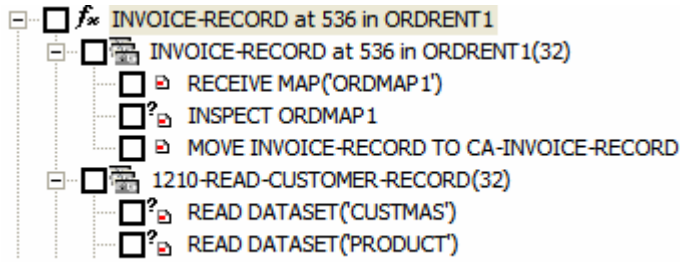 fx INVOICE-RECORD at 536 in ORDRENT1
INVOICE-RECORD at 536 in ORDRENT1(32)
RECEIVE MAP('ORDMAP1')
? INSPECT ORDMAP1
MOVE INVOICE-RECORD TO CA-INVOICE-RECORD
1210-READ-CUSTOMER-RECORD(32)
? READ DATASET('CUSTMAS')
? READ DATASET('PRODUCT')